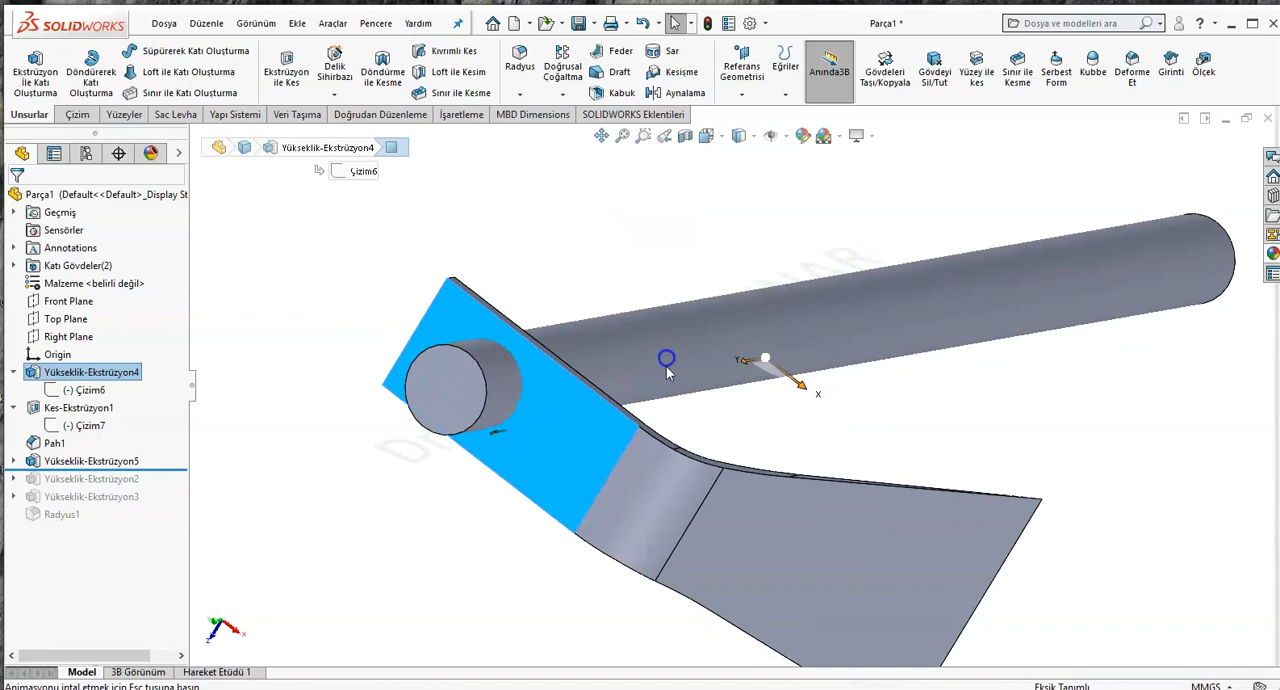 SOLIDWORKS
Dosya Düzenle Görünüm Ekle Araçlar Pencere Yardım
Parça1 *
Dosya ve modelleri ara
Ekstrüzyon ile Katı Oluşturma
Döndürerek Katı Oluşturma
Süpürerek Katı Oluşturma
Loft ile Katı Oluşturma
Sınır ile Katı Oluşturma
Ekstrüzyon ile Kes
Delik Sihirbazı
Döndürme ile Kesme
Kıvrımlı Kes
Loft ile Kesim
Sınır ile Kesme
Radyus
Doğrusal Çoğaltma
Feder
Draft
Kabuk
Sar
Kesişme
Aynalama
Referans Geometrisi
Eğriler
Anında3B
Gövdeleri Taşı/Kopyala
Gövdeyi Sil/Tut
Yüzey ile kes
Sınır ile Kesme
Serbest Form
Kubbe
Deforme Et
Girinti
Ölçek
Unsurlar Çizim Yüzeyler Sac Levha Yapı Sistemi Veri Taşıma Doğrudan Düzenleme İşaretleme MBD Dimensions SOLIDWORKS Eklentileri
Yükseklik-Ekstrüzyon4
Çizim6
Parça1 (Default<<Default>_Display St
Geçmiş
Sensörler
Annotations
Katı Gövdeler(2)
Malzeme <belirli değil>
Front Plane
Top Plane
Right Plane
Origin
Yükseklik-Ekstrüzyon4
(-) Çizim6
Kes-Ekstrüzyon1
(-) Çizim7
Pah1
Yükseklik-Ekstrüzyon5
Yükseklik-Ekstrüzyon2
Yükseklik-Ekstrüzyon3
Radyus1
Y
X
Model 3B Görünüm Hareket Etüdü 1
Animasyonu iptal etmek için Esc tuşuna basın
Eksik Tanımlı
MMGS